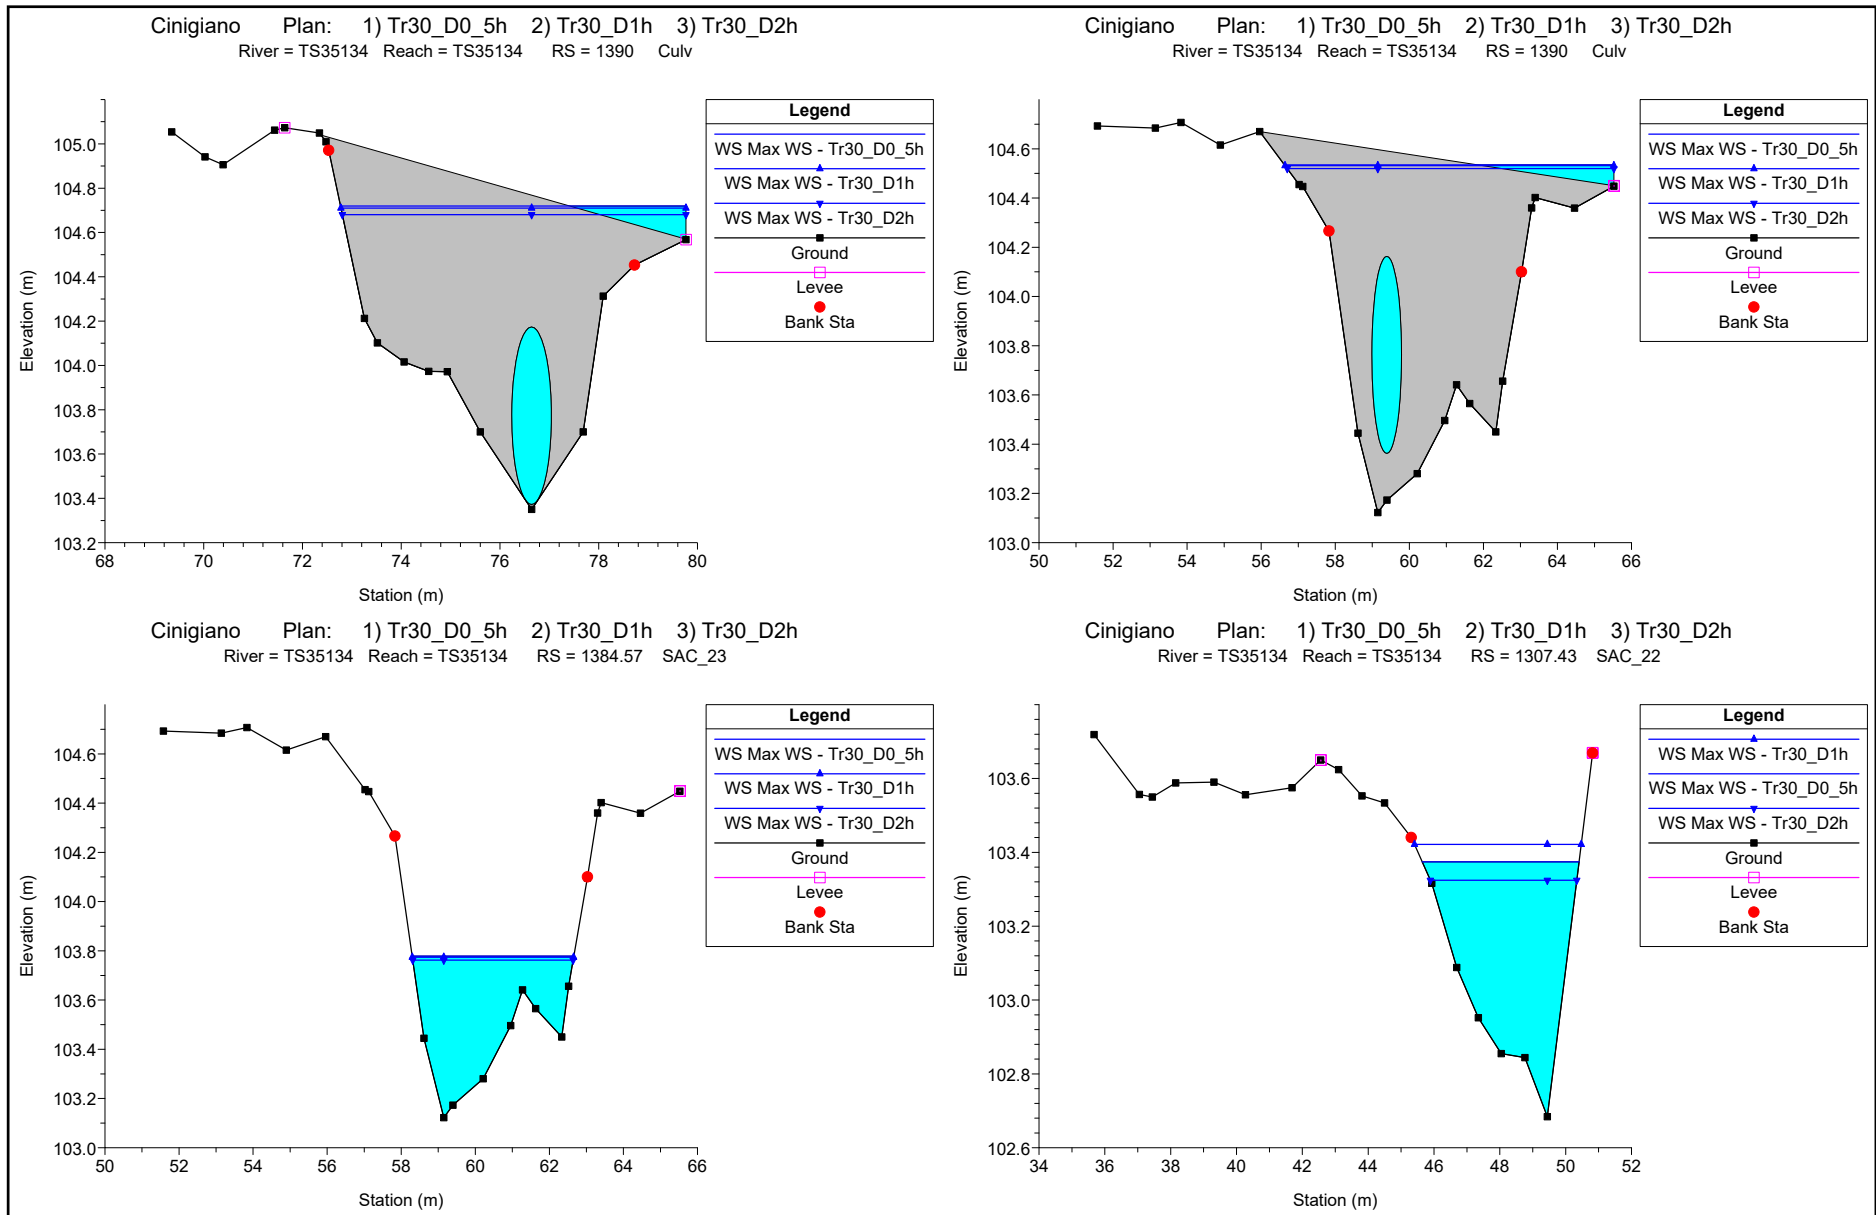 Cinigiano Plan: 1) Tr30_D0_5h 2) Tr30_D1h 3) Tr30_D2h
River = TS35134 Reach = TS35134 RS = 1390 Culv
Legend
WS Max WS - Tr30_D0_5h
WS Max WS - Tr30_D1h
WS Max WS - Tr30_D2h
Ground
Levee
Bank Sta
Elevation (m)
105.0
104.8
104.6
104.4
104.2
104.0
103.8
103.6
103.4
103.2
68 70 72 74 76 78 80
Station (m)
Cinigiano Plan: 1) Tr30_D0_5h 2) Tr30_D1h 3) Tr30_D2h
River = TS35134 Reach = TS35134 RS = 1390 Culv
Legend
WS Max WS - Tr30_D0_5h
WS Max WS - Tr30_D1h
WS Max WS - Tr30_D2h
Ground
Levee
Bank Sta
Elevation (m)
104.6
104.4
104.2
104.0
103.8
103.6
103.4
103.2
103.0
50 52 54 56 58 60 62 64 66
Station (m)
Cinigiano Plan: 1) Tr30_D0_5h 2) Tr30_D1h 3) Tr30_D2h
River = TS35134 Reach = TS35134 RS = 1384.57 SAC_23
Legend
WS Max WS - Tr30_D0_5h
WS Max WS - Tr30_D1h
WS Max WS - Tr30_D2h
Ground
Levee
Bank Sta
Elevation (m)
104.6
104.4
104.2
104.0
103.8
103.6
103.4
103.2
103.0
50 52 54 56 58 60 62 64 66
Station (m)
Cinigiano Plan: 1) Tr30_D0_5h 2) Tr30_D1h 3) Tr30_D2h
River = TS35134 Reach = TS35134 RS = 1307.43 SAC_22
Legend
WS Max WS - Tr30_D1h
WS Max WS - Tr30_D0_5h
WS Max WS - Tr30_D2h
Ground
Levee
Bank Sta
Elevation (m)
103.6
103.4
103.2
103.0
102.8
102.6
34 36 38 40 42 44 46 48 50 52
Station (m)